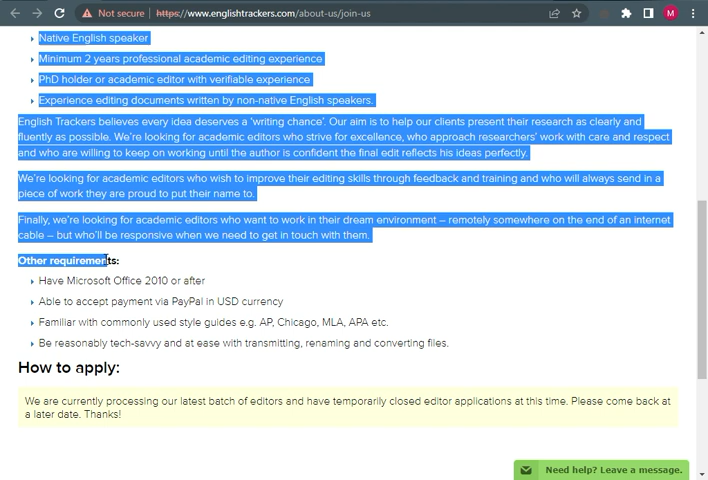 Not secure
https://www.englishtrackers.com/about-us/join-us
M
Native English speaker
Minimum 2 years professional academic editing experience
PhD holder or academic editor with verifiable experience
Experience editing documents written by non-native English speakers.
English Trackers believes every idea deserves a 'writing chance'. Our aim is to help our clients present their research as clearly and
fluently as possible. We're looking for academic editors who strive for excellence, who approach researchers' work with care and respect
and who are willing to keep on working until the author is confident the final edit reflects his ideas perfectly.
We're looking for academic editors who wish to improve their editing skills through feedback and training and who will always send in a
piece of work they are proud to put their name to.
Finally, we're looking for academic editors who want to work in their dream environment – remotely somewhere on the end of an internet
cable – but who'll be responsive when we need to get in touch with them.
Other requirements:
Have Microsoft Office 2010 or after
Able to accept payment via PayPal in USD currency
Familiar with commonly used style guides e.g. AP, Chicago, MLA, APA etc.
Be reasonably tech-savvy and at ease with transmitting, renaming and converting files.
How to apply:
We are currently processing our latest batch of editors and have temporarily closed editor applications at this time. Please come back at
a later date. Thanks!
Need help? Leave a message.